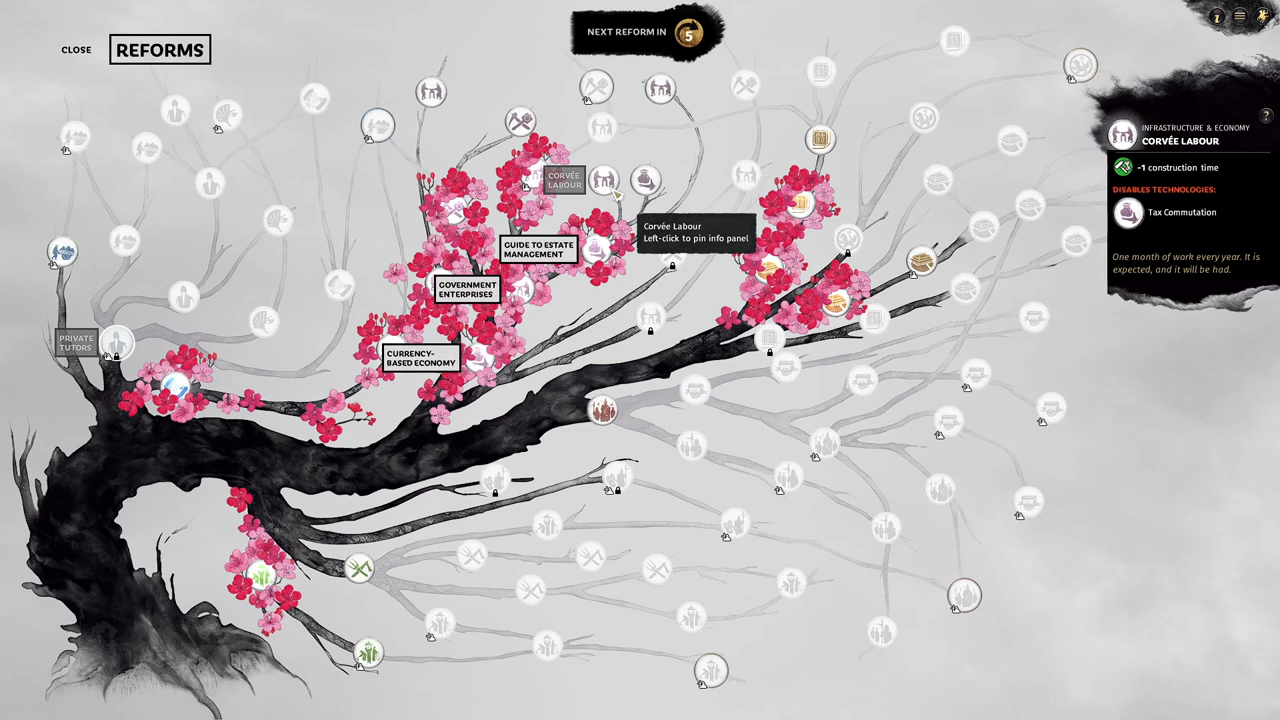 CLOSE
REFORMS
NEXT REFORM IN
5
CORVÉE
LABOUR
GUIDE TO ESTATE
MANAGEMENT
GOVERNMENT
ENTERPRISES
CURRENCY-
BASED ECONOMY
PRIVATE
TUTORS
Corvée Labour
Left-click to pin info panel
?
INFRASTRUCTURE & ECONOMY
CORVÉE LABOUR
-1 construction time
DISABLES TECHNOLOGIES:
Tax Commutation
One month of work every year. It is
expected, and it will be had.